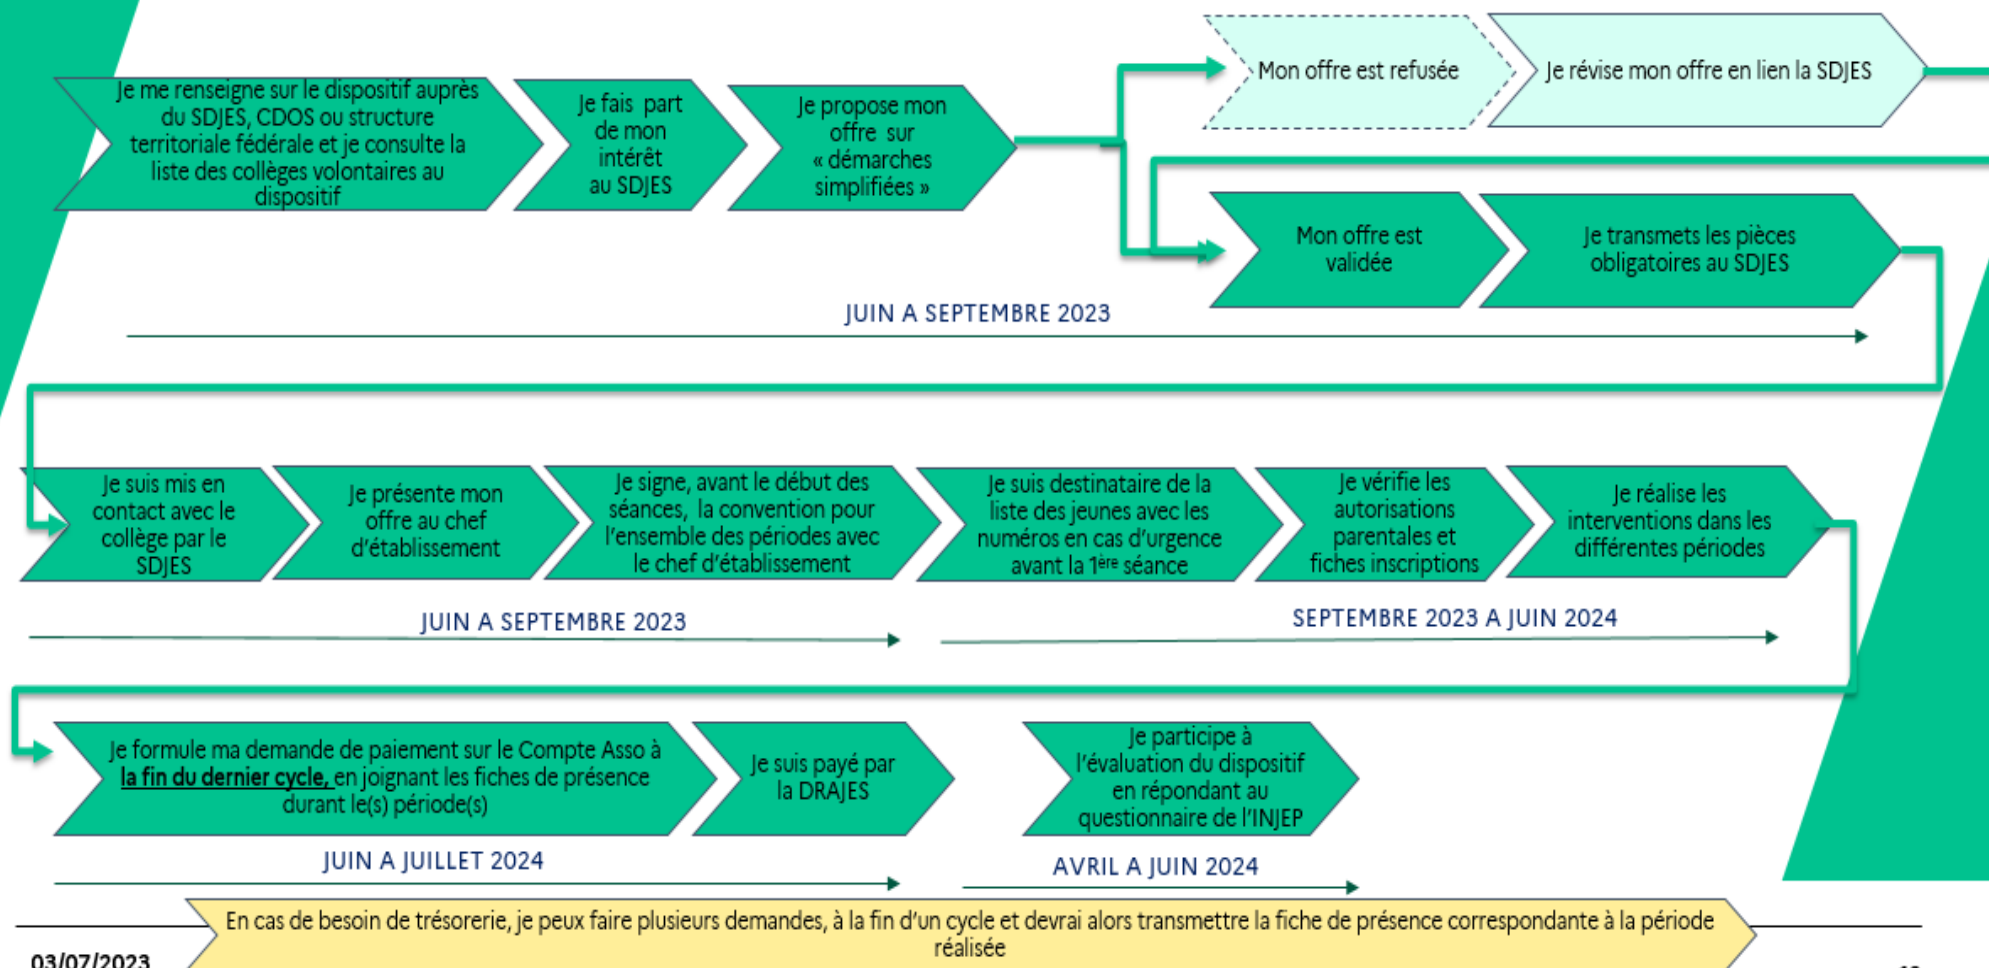 Je me renseigne sur le dispositif auprès
du SDJES, CDOS ou structure
territoriale fédérale et je consulte la
liste des collèges volontaires au
dispositif
Je fais part
de mon
intérêt
au SDJES
Je propose mon
offre sur
« démarches
simplifiées »
Mon offre est refusée
Je révise mon offre en lien la SDJES
Mon offre est
validée
Je transmets les pièces
obligatoires au SDJES
JUIN A SEPTEMBRE 2023
Je suis mis en
contact avec le
collège par le
SDJES
Je présente mon
offre au chef
d'établissement
Je signe, avant le début des
séances, la convention pour
l'ensemble des périodes avec
le chef d'établissement
Je suis destinataire de la
liste des jeunes avec les
numéros en cas d'urgence
avant la 1ère séance
Je vérifie les
autorisations
parentales et
fiches inscriptions
Je réalise les
interventions dans les
différentes périodes
JUIN A SEPTEMBRE 2023
SEPTEMBRE 2023 A JUIN 2024
Je formule ma demande de paiement sur le Compte Asso à
la fin du dernier cycle, en joignant les fiches de présence
durant le(s) période(s)
Je suis payé par
la DRAJES
Je participe à
l'évaluation du dispositif
en répondant au
questionnaire de l'INJEP
JUIN A JUILLET 2024
AVRIL A JUIN 2024
En cas de besoin de trésorerie, je peux faire plusieurs demandes, à la fin d'un cycle et devrai alors transmettre la fiche de présence correspondante à la période
réalisée
03/07/2023